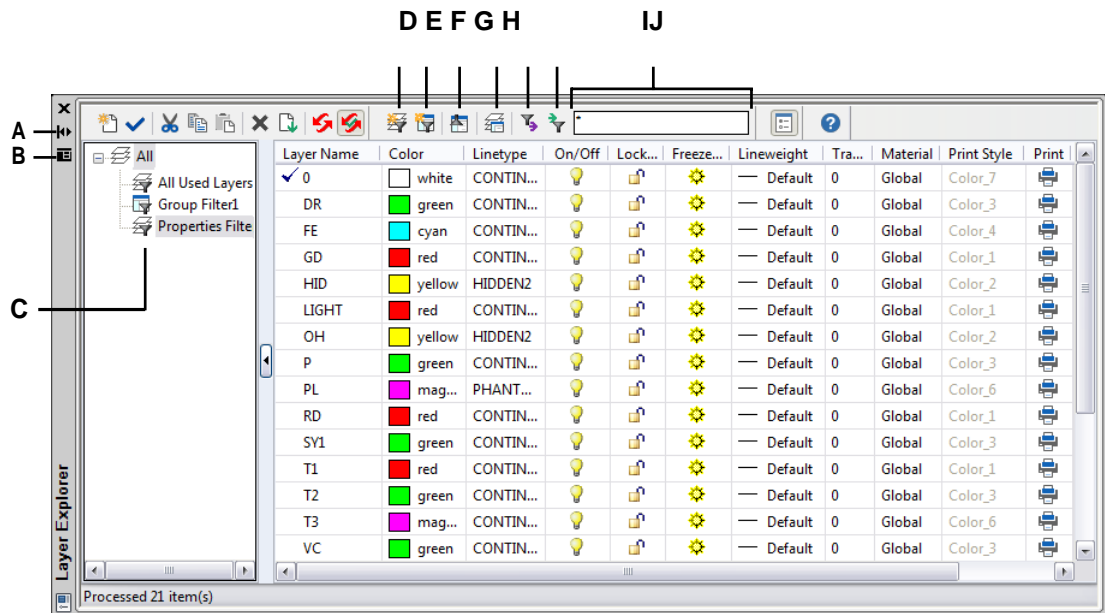 D E F G H IJ
A
B
C
*
All
All Used Layers
Group Filter1
Properties Filte
Layer Name Color Linetype On/Off Lock... Freeze... Lineweight Tra... Material Print Style Print
0 white CONTIN... Default 0 Global Color_7
DR green CONTIN... Default 0 Global Color_3
FE cyan CONTIN... Default 0 Global Color_4
GD red CONTIN... Default 0 Global Color_1
HID yellow HIDDEN2 Default 0 Global Color_2
LIGHT red CONTIN... Default 0 Global Color_1
OH yellow HIDDEN2 Default 0 Global Color_2
P green CONTIN... Default 0 Global Color_3
PL mag... PHANT... Default 0 Global Color_6
RD red CONTIN... Default 0 Global Color_1
SY1 green CONTIN... Default 0 Global Color_3
T1 red CONTIN... Default 0 Global Color_1
T2 green CONTIN... Default 0 Global Color_3
T3 mag... CONTIN... Default 0 Global Color_6
VC green CONTIN... Default 0 Global Color_3
Layer Explorer
Processed 21 item(s)